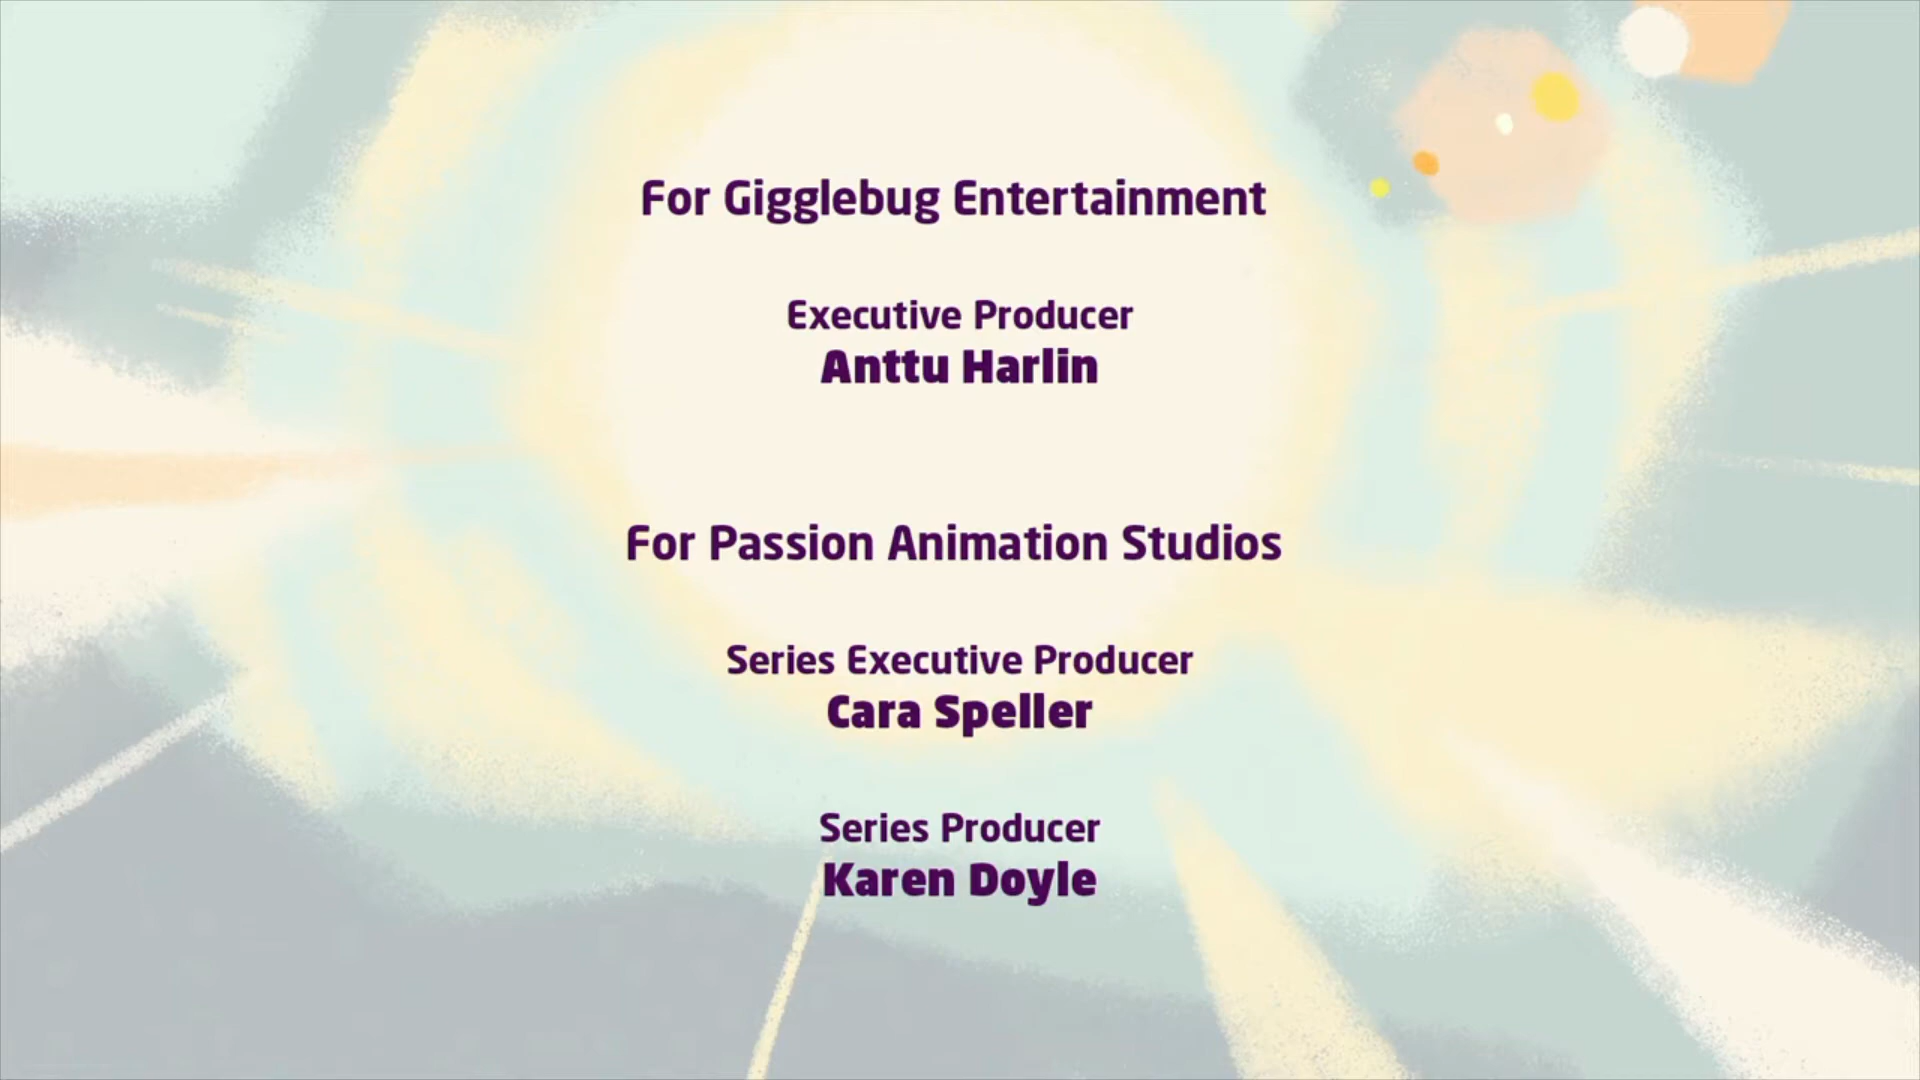 For Gigglebug Entertainment
Executive Producer
Anttu Harlin
For Passion Animation Studios
Series Executive Producer
Cara Speller
Series Producer
Karen Doyle